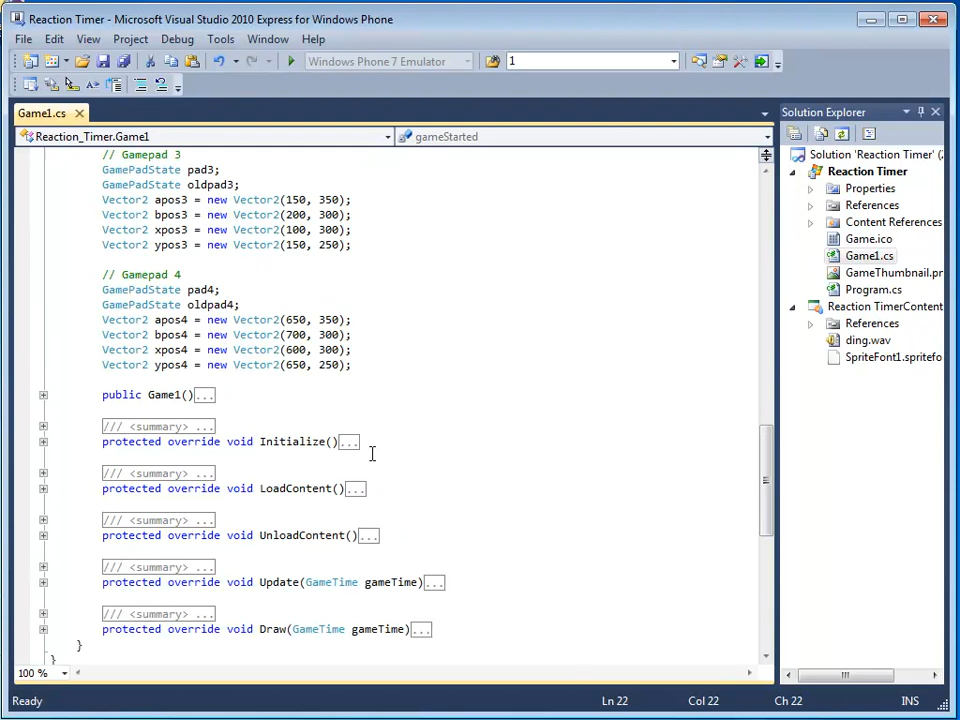 Reaction Timer - Microsoft Visual Studio 2010 Express for Windows Phone
File Edit View Project Debug Tools Window Help
Windows Phone 7 Emulator 1
Game1.cs
Reaction_Timer.Game1 gameStarted
// Gamepad 3
GamePadState pad3;
GamePadState oldpad3;
Vector2 apos3 = new Vector2(150, 350);
Vector2 bpos3 = new Vector2(200, 300);
Vector2 xpos3 = new Vector2(100, 300);
Vector2 ypos3 = new Vector2(150, 250);
// Gamepad 4
GamePadState pad4;
GamePadState oldpad4;
Vector2 apos4 = new Vector2(650, 350);
Vector2 bpos4 = new Vector2(700, 300);
Vector2 xpos4 = new Vector2(600, 300);
Vector2 ypos4 = new Vector2(650, 250);
public Game1()...
/// <summary> ...
protected override void Initialize()...
/// <summary> ...
protected override void LoadContent()...
/// <summary> ...
protected override void UnloadContent()...
/// <summary> ...
protected override void Update(GameTime gameTime)...
/// <summary> ...
protected override void Draw(GameTime gameTime)...
}
}
100 %
Solution Explorer
Solution 'Reaction Timer' (
Reaction Timer
Properties
References
Content References
Game.ico
Game1.cs
GameThumbnail.pr
Program.cs
Reaction TimerContent
References
ding.wav
SpriteFont1.spritefo
Ready Ln 22 Col 22 Ch 22 INS